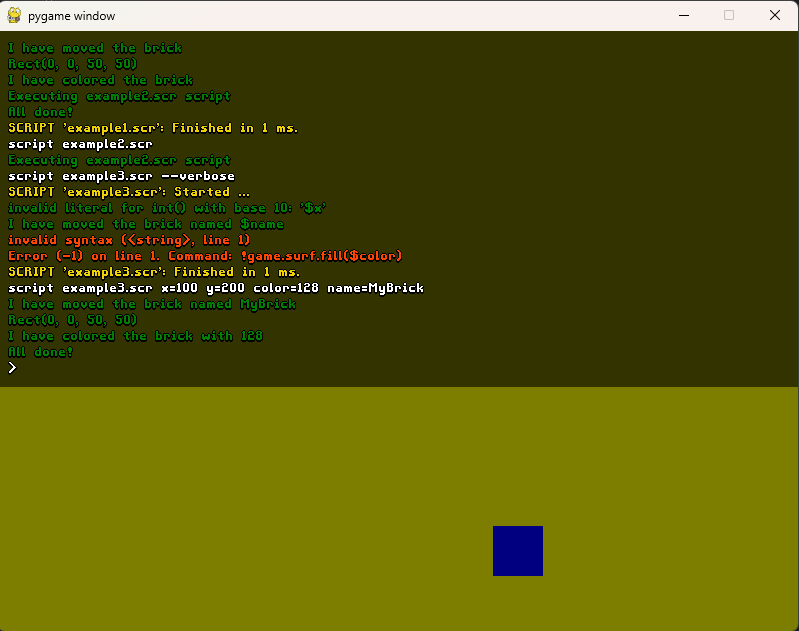 pygame window
I have moved the brick
Rect(0, 0, 50, 50)
I have colored the brick
Executing example2.scr script
All done!
SCRIPT 'example1.scr': Finished in 1 ms.
script example2.scr
Executing example2.scr script
script example3.scr --verbose
SCRIPT 'example3.scr': Started ...
invalid literal for int() with base 10: '$x'
I have moved the brick named $name
invalid syntax (<string>, line 1)
Error (-1) on line 1. Command: !game.surf.fill($color)
SCRIPT 'example3.scr': Finished in 1 ms.
script example3.scr x=100 y=200 color=128 name=MyBrick
I have moved the brick named MyBrick
Rect(0, 0, 50, 50)
I have colored the brick with 128
All done!
>